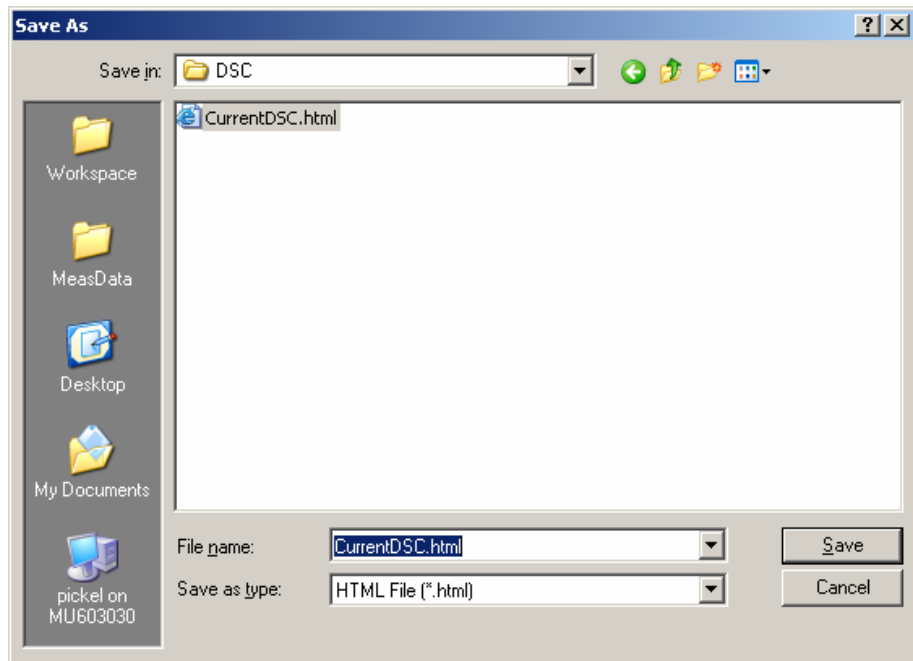 Save As
Save in:
DSC
CurrentDSC.html
Workspace
MeasData
Desktop
My Documents
pickel on
MU603030
File name:
CurrentDSC.html
Save
Save as type:
HTML File (*.html)
Cancel